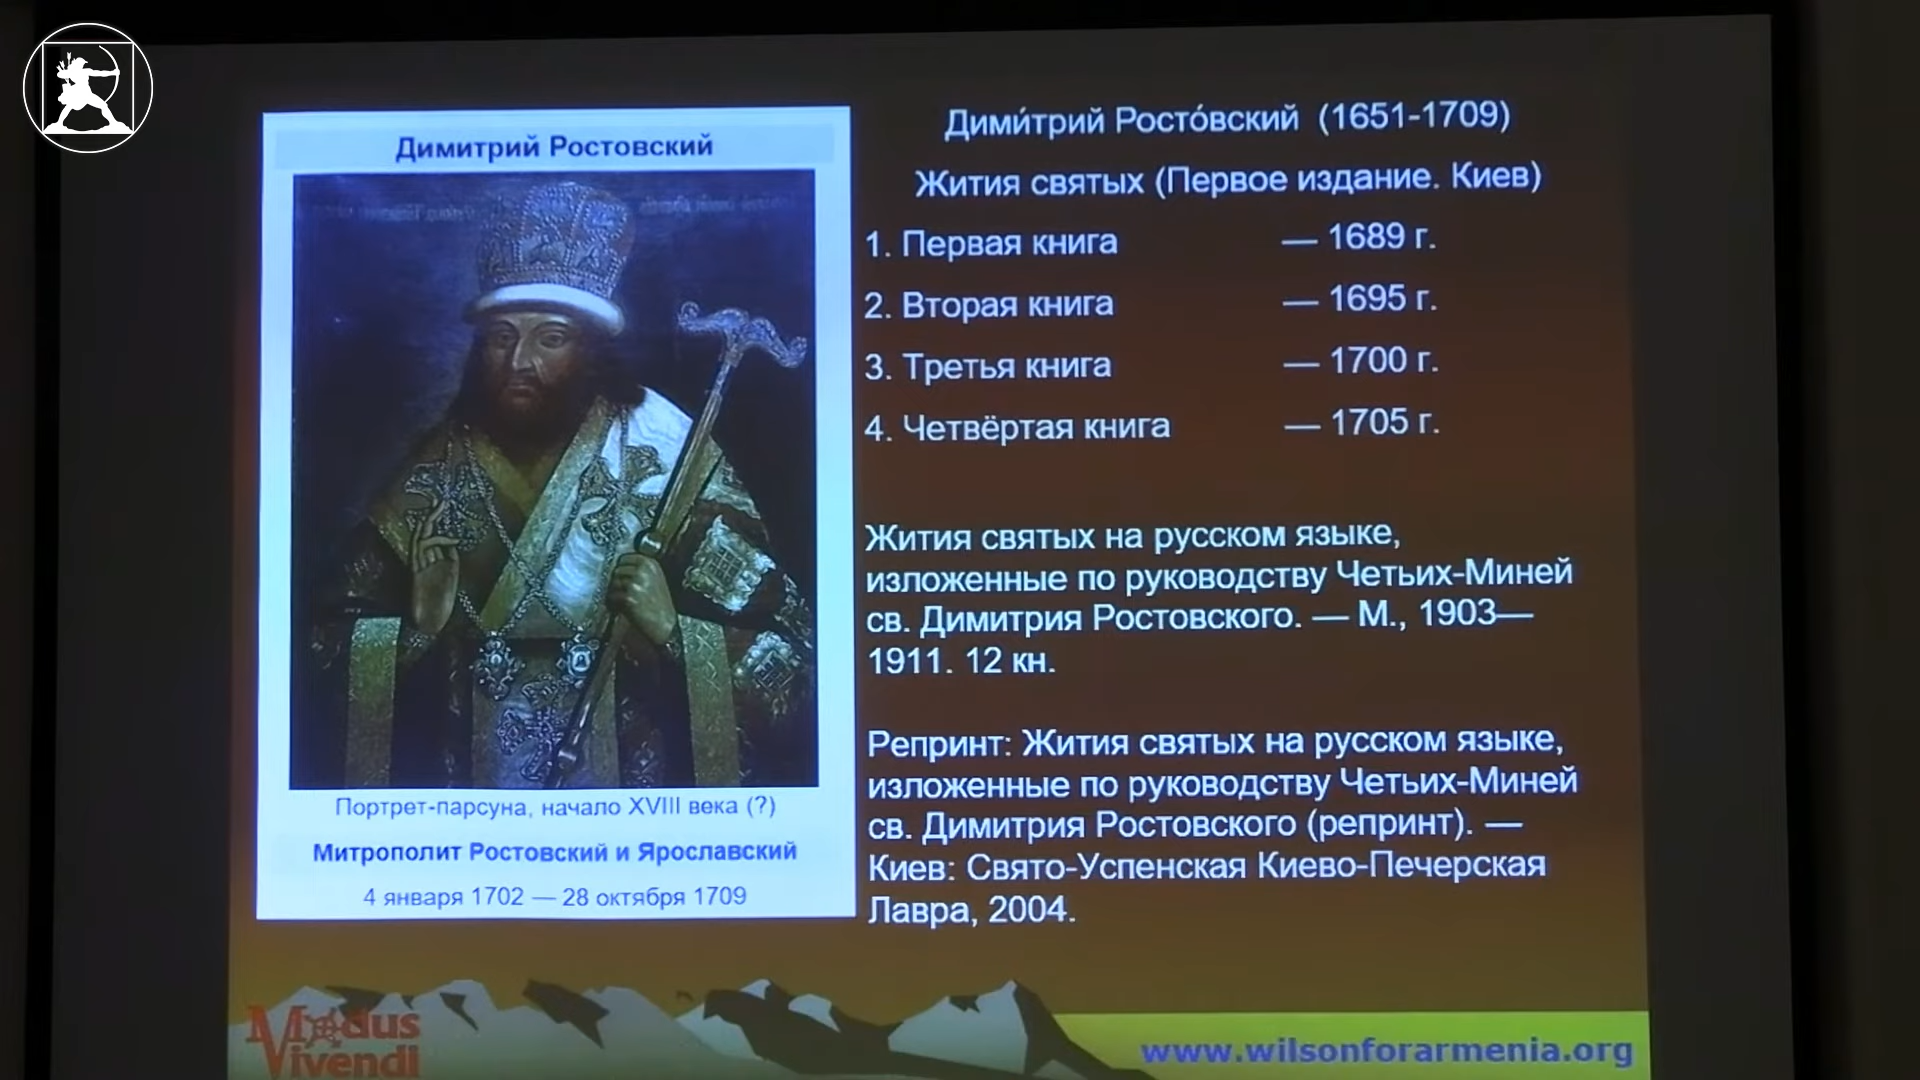 Димитрий Ростовский
Портрет-парсуна, начало XVIII века (?)
Митрополит Ростовский и Ярославский
4 января 1702 — 28 октября 1709
Дими́трий Росто́вский (1651-1709)
Жития святых (Первое издание. Киев)
1. Первая книга — 1689 г.
2. Вторая книга — 1695 г.
3. Третья книга — 1700 г.
4. Четвёртая книга — 1705 г.
Жития святых на русском языке,
изложенные по руководству Четьих-Миней
св. Димитрия Ростовского. — М., 1903—
1911. 12 кн.
Репринт: Жития святых на русском языке,
изложенные по руководству Четьих-Миней
св. Димитрия Ростовского (репринт). —
Киев: Свято-Успенская Киево-Печерская
Лавра, 2004.
Modus
Vivendi
www.wilsonforarmenia.org